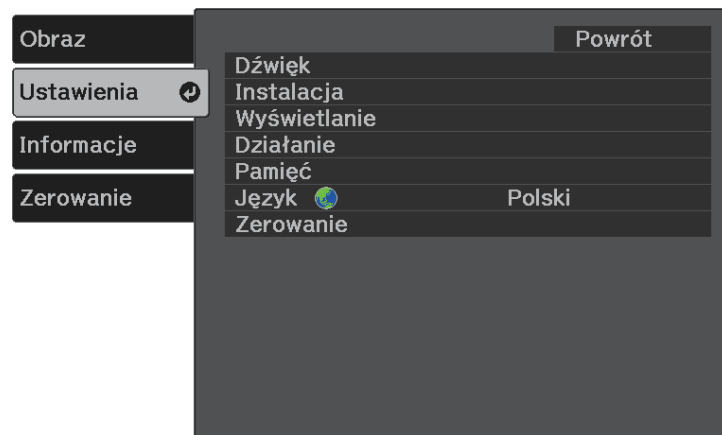 Obraz
Ustawienia
Informacje
Zerowanie
Powrót
Dźwięk
Instalacja
Wyświetlanie
Działanie
Pamięć
Język Polski
Zerowanie